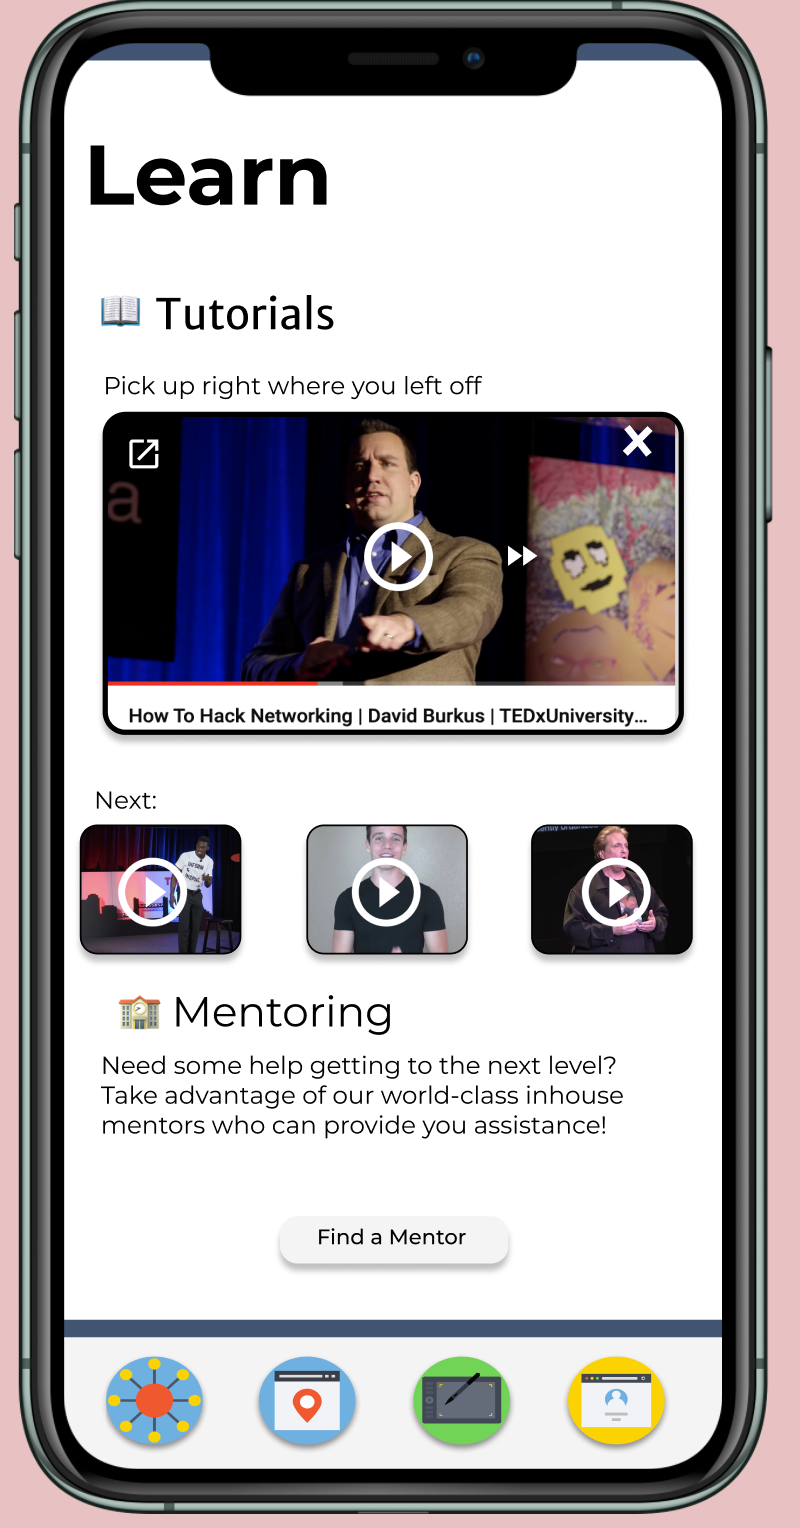 Learn
Tutorials
Pick up right where you left off
a
How To Hack Networking | David Burkus | TEDxUniversity...
Next:
Mentoring
Need some help getting to the next level?
Take advantage of our world-class inhouse
mentors who can provide you assistance!
Find a Mentor